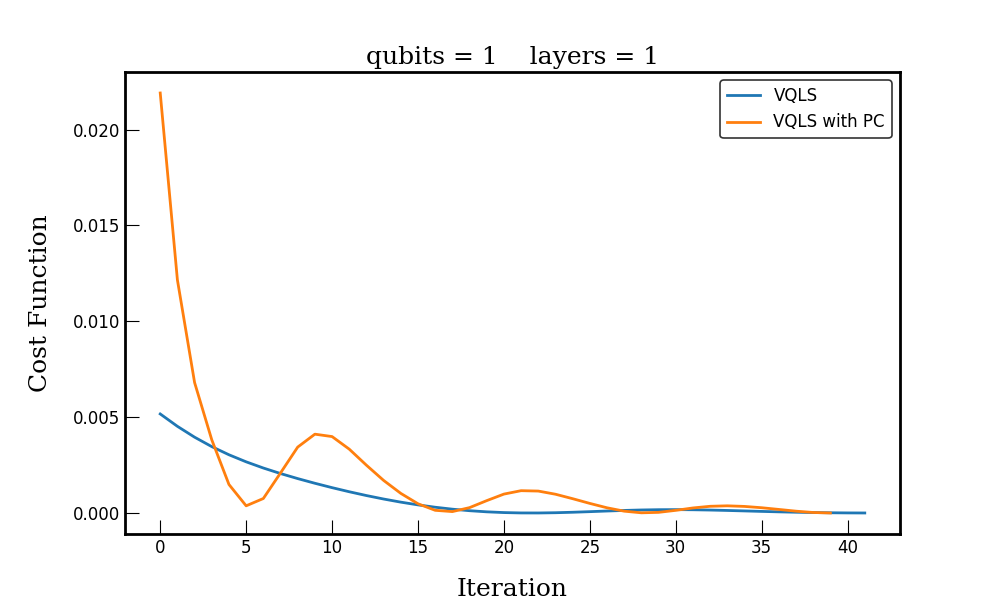 qubits = 1    layers = 1
VQLS
VQLS with PC
Cost Function
0.020
0.015
0.010
0.005
0.000
0 5 10 15 20 25 30 35 40
Iteration